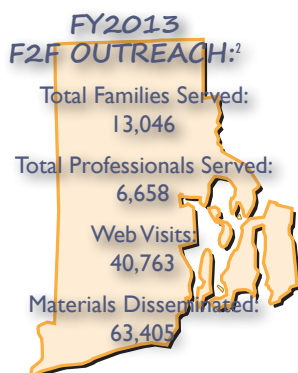 FY2013
F2F OUTREACH:2
Total Families Served:
13,046
Total Professionals Served:
6,658
Web Visits:
40,763
Materials Disseminated:
63,405